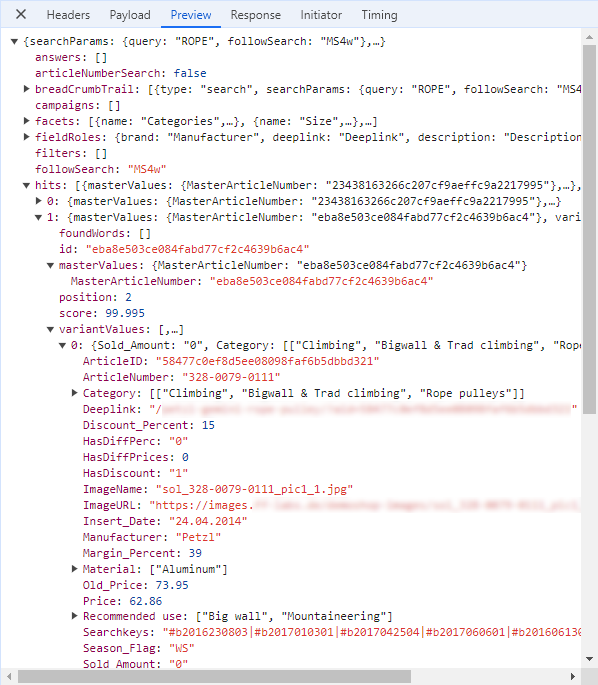 Headers Payload Preview Response Initiator Timing
{searchParams: {query: "ROPE", followSearch: "MS4w"},…}
answers: []
articleNumberSearch: false
breadCrumbTrail: [{type: "search", searchParams: {query: "ROPE", followSearch: "MS4
campaigns: []
facets: [{name: "Categories",…}, {name: "Size",…},…]
fieldRoles: {brand: "Manufacturer", deeplink: "Deeplink", description: "Description
filters: []
followSearch: "MS4w"
hits: [{masterValues: {MasterArticleNumber: "23438163266c207cf9aeffc9a2217995"},…},
0: {masterValues: {MasterArticleNumber: "23438163266c207cf9aeffc9a2217995"},…}
1: {masterValues: {MasterArticleNumber: "eba8e503ce084fabd77cf2c4639b6ac4"}, vari
foundWords: []
id: "eba8e503ce084fabd77cf2c4639b6ac4"
masterValues: {MasterArticleNumber: "eba8e503ce084fabd77cf2c4639b6ac4"}
MasterArticleNumber: "eba8e503ce084fabd77cf2c4639b6ac4"
position: 2
score: 99.995
variantValues: [,…]
0: {Sold_Amount: "0", Category: [["Climbing", "Bigwall & Trad climbing", "Rope
ArticleID: "58477c0ef8d5ee08098faf6b5dbbd321"
ArticleNumber: "328-0079-0111"
Category: [["Climbing", "Bigwall & Trad climbing", "Rope pulleys"]]
Deeplink: "/
Discount_Percent: 15
HasDiffPerc: "0"
HasDiffPrices: 0
HasDiscount: "1"
ImageName: "sol_328-0079-0111_pic1_1.jpg"
ImageURL: "https://images.
Insert_Date: "24.04.2014"
Manufacturer: "Petzl"
Margin_Percent: 39
Material: ["Aluminum"]
Old_Price: 73.95
Price: 62.86
Recommended use: ["Big wall", "Mountaineering"]
Searchkeys: "#b2016230803|#b2017010301|#b2017042504|#b2017060601|#b201606130
Season_Flag: "WS"
Sold Amount: "0"